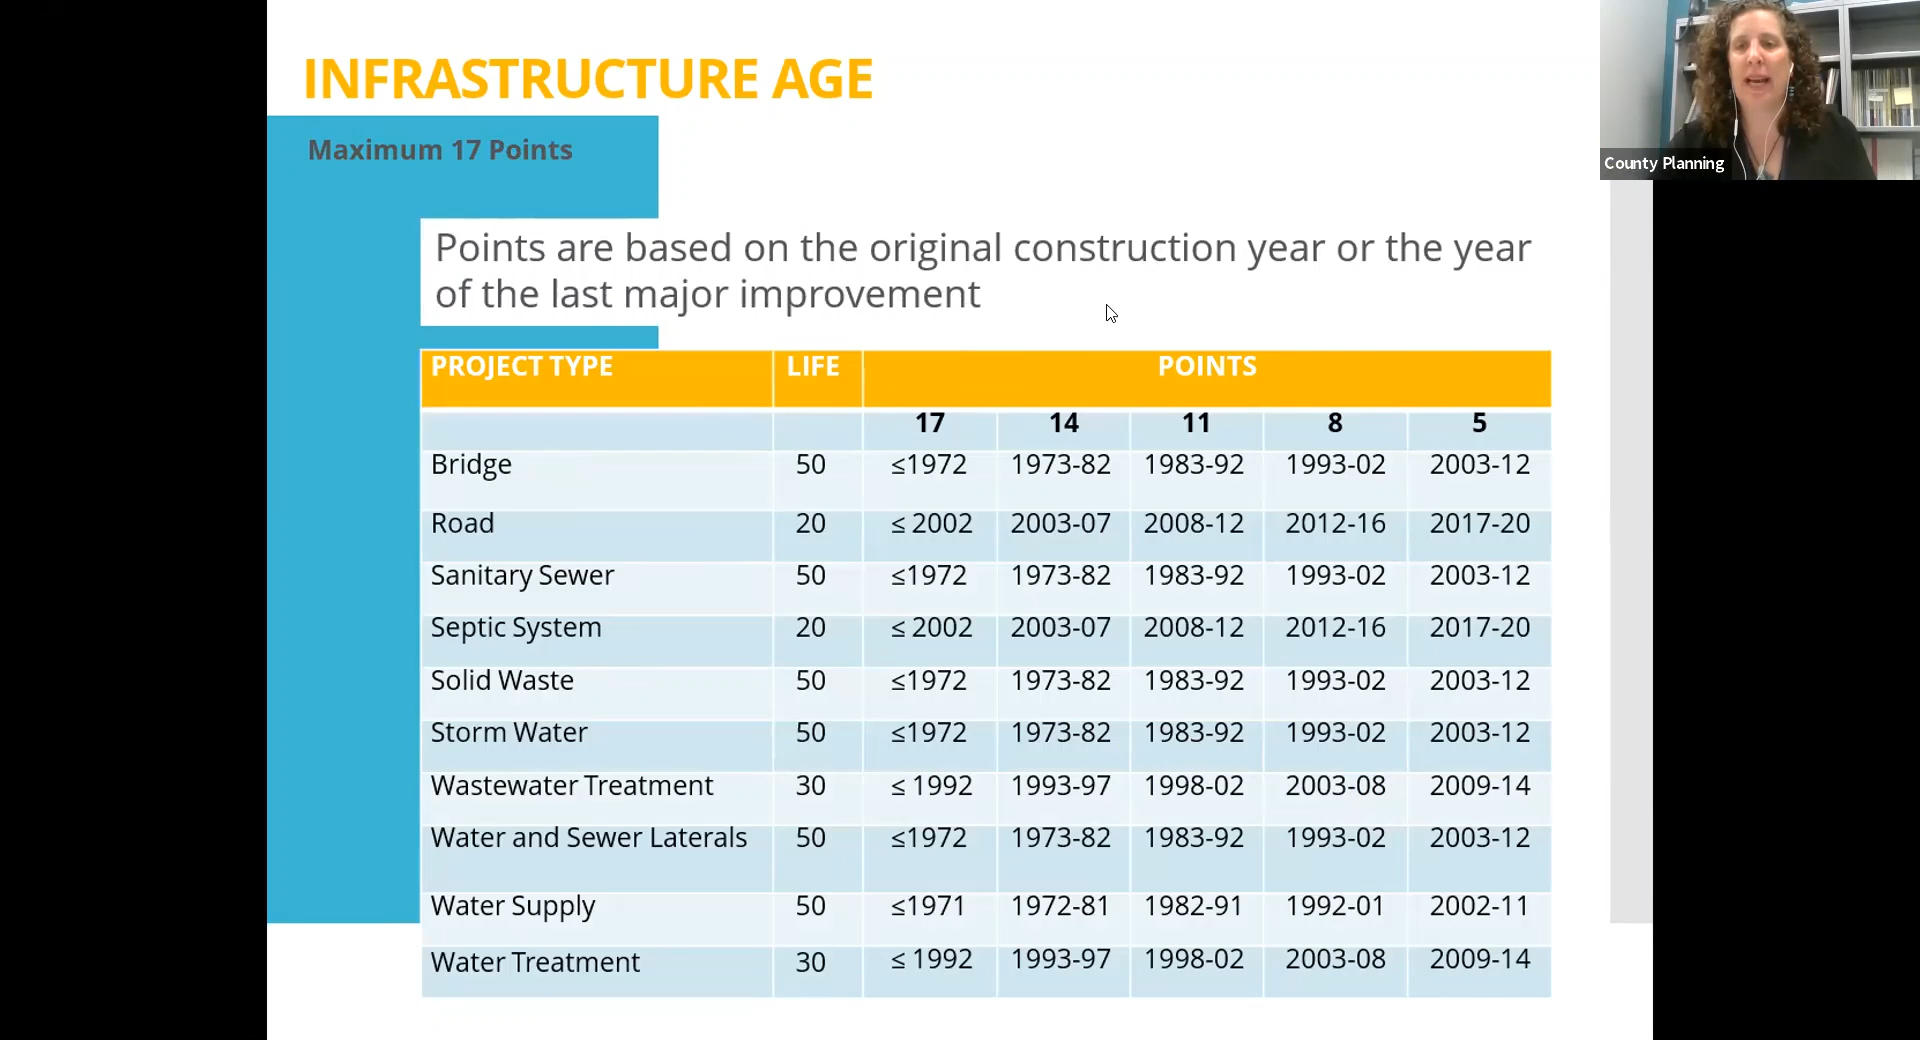 INFRASTRUCTURE AGE
Maximum 17 Points
County Planning
Points are based on the original construction year or the year
of the last major improvement
PROJECT TYPE LIFE POINTS
17 14 11 8 5
Bridge 50 ≤1972 1973-82 1983-92 1993-02 2003-12
Road 20 ≤ 2002 2003-07 2008-12 2012-16 2017-20
Sanitary Sewer 50 ≤1972 1973-82 1983-92 1993-02 2003-12
Septic System 20 ≤ 2002 2003-07 2008-12 2012-16 2017-20
Solid Waste 50 ≤1972 1973-82 1983-92 1993-02 2003-12
Storm Water 50 ≤1972 1973-82 1983-92 1993-02 2003-12
Wastewater Treatment 30 ≤ 1992 1993-97 1998-02 2003-08 2009-14
Water and Sewer Laterals 50 ≤1972 1973-82 1983-92 1993-02 2003-12
Water Supply 50 ≤1971 1972-81 1982-91 1992-01 2002-11
Water Treatment 30 ≤ 1992 1993-97 1998-02 2003-08 2009-14